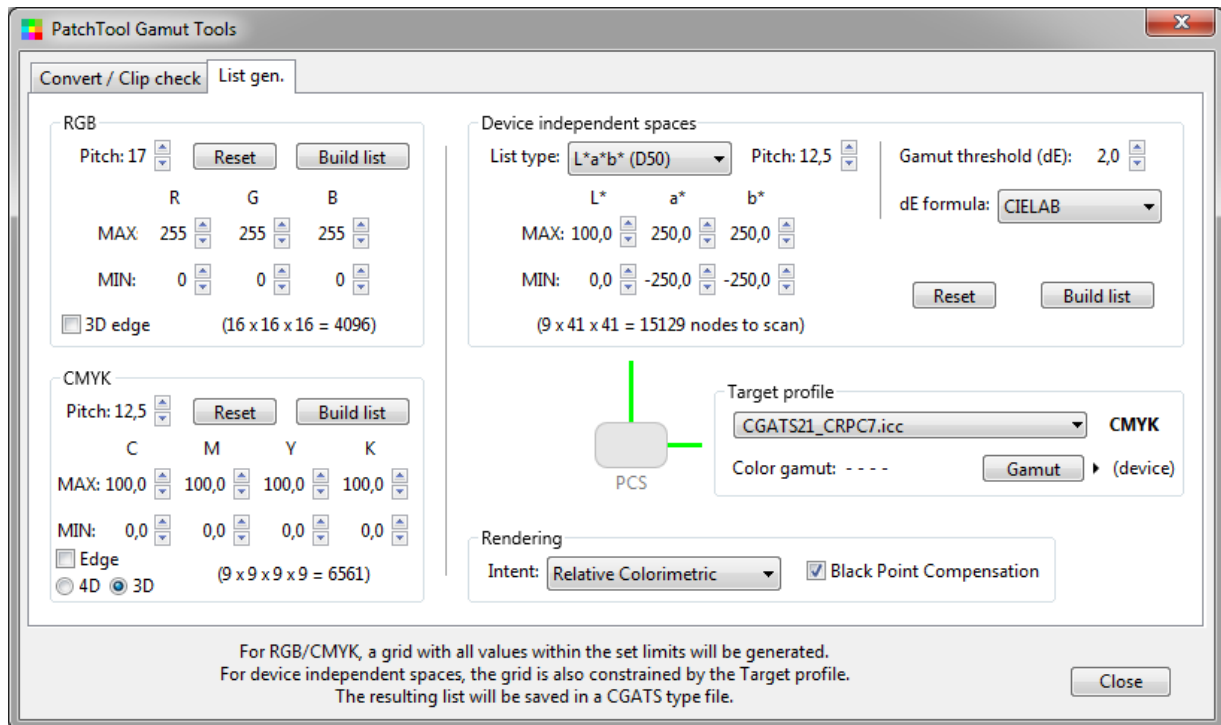 PatchTool Gamut Tools
Convert / Clip check
List gen.
RGB
Pitch: 17
Reset
Build list
R G B
MAX 255 255 255
MIN: 0 0 0
3D edge
(16 x 16 x 16 = 4096)
CMYK
Pitch: 12,5
Reset
Build list
C M Y K
MAX: 100,0 100,0 100,0 100,0
MIN: 0,0 0,0 0,0 0,0
Edge
4D 3D
(9 x 9 x 9 x 9 = 6561)
Device independent spaces
List type: L*a*b* (D50)
Pitch: 12,5
L* a* b*
MAX: 100,0 250,0 250,0
MIN: 0,0 -250,0 -250,0
(9 x 41 x 41 = 15129 nodes to scan)
Gamut threshold (dE): 2,0
dE formula: CIELAB
Reset
Build list
PCS
Target profile
CGATS21_CRPC7.icc
CMYK
Color gamut: - - - -
Gamut
(device)
Rendering
Intent: Relative Colorimetric
Black Point Compensation
For RGB/CMYK, a grid with all values within the set limits will be generated.
For device independent spaces, the grid is also constrained by the Target profile.
The resulting list will be saved in a CGATS type file.
Close